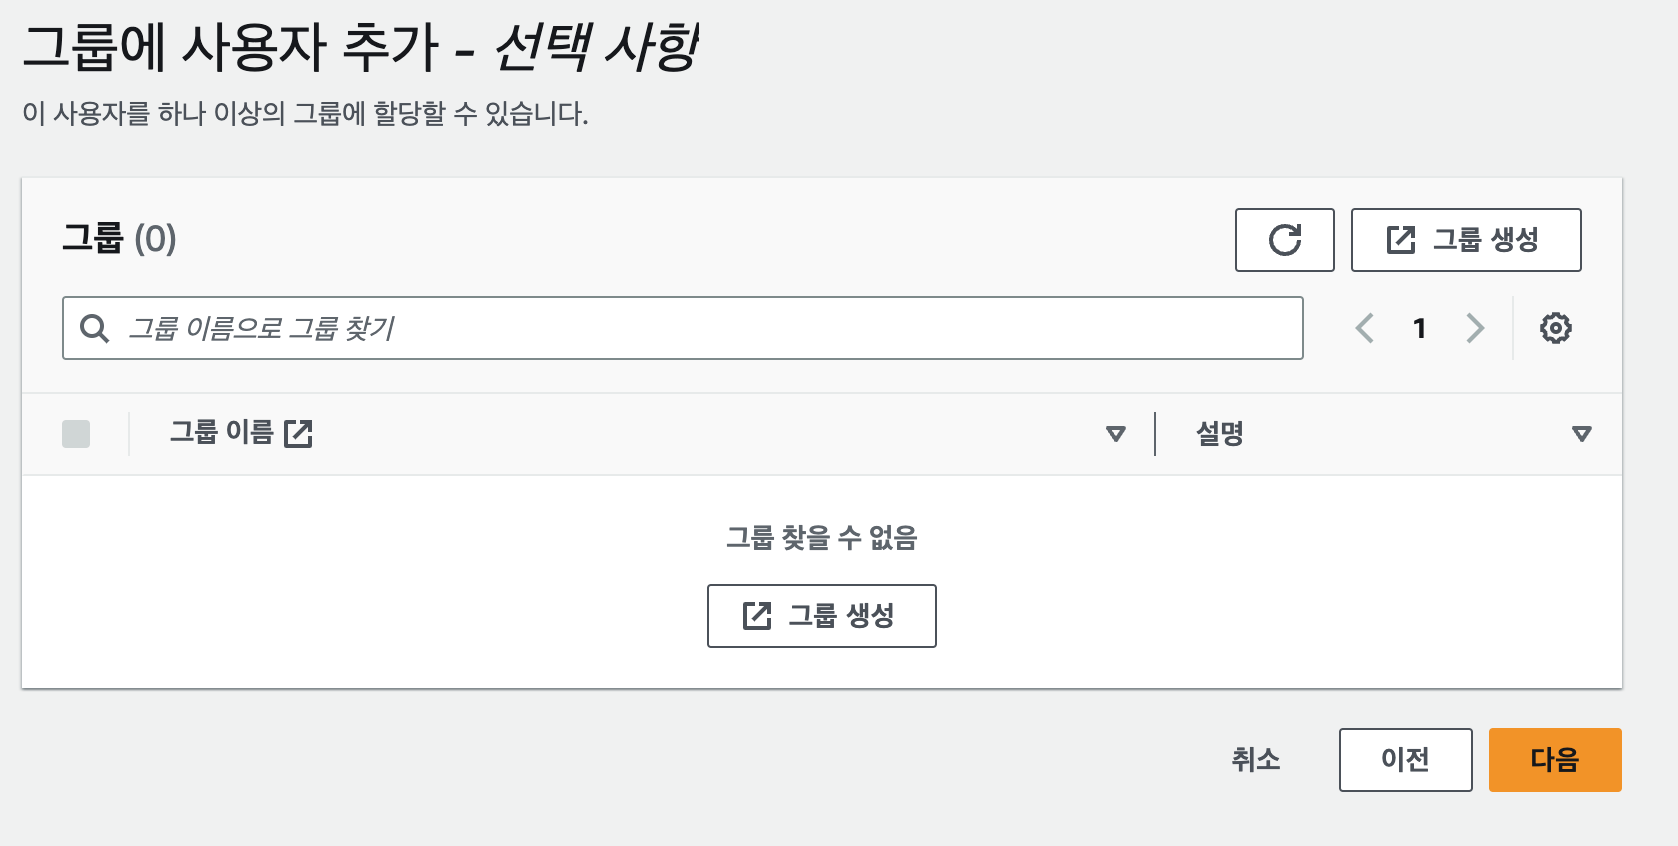 그룹에 사용자 추가 - 선택 사항
이 사용자를 하나 이상의 그룹에 할당할 수 있습니다.
그룹 (0)
그룹 생성
그룹 이름으로 그룹 찾기
1
그룹 이름
설명
그룹 찾을 수 없음
그룹 생성
취소
이전
다음